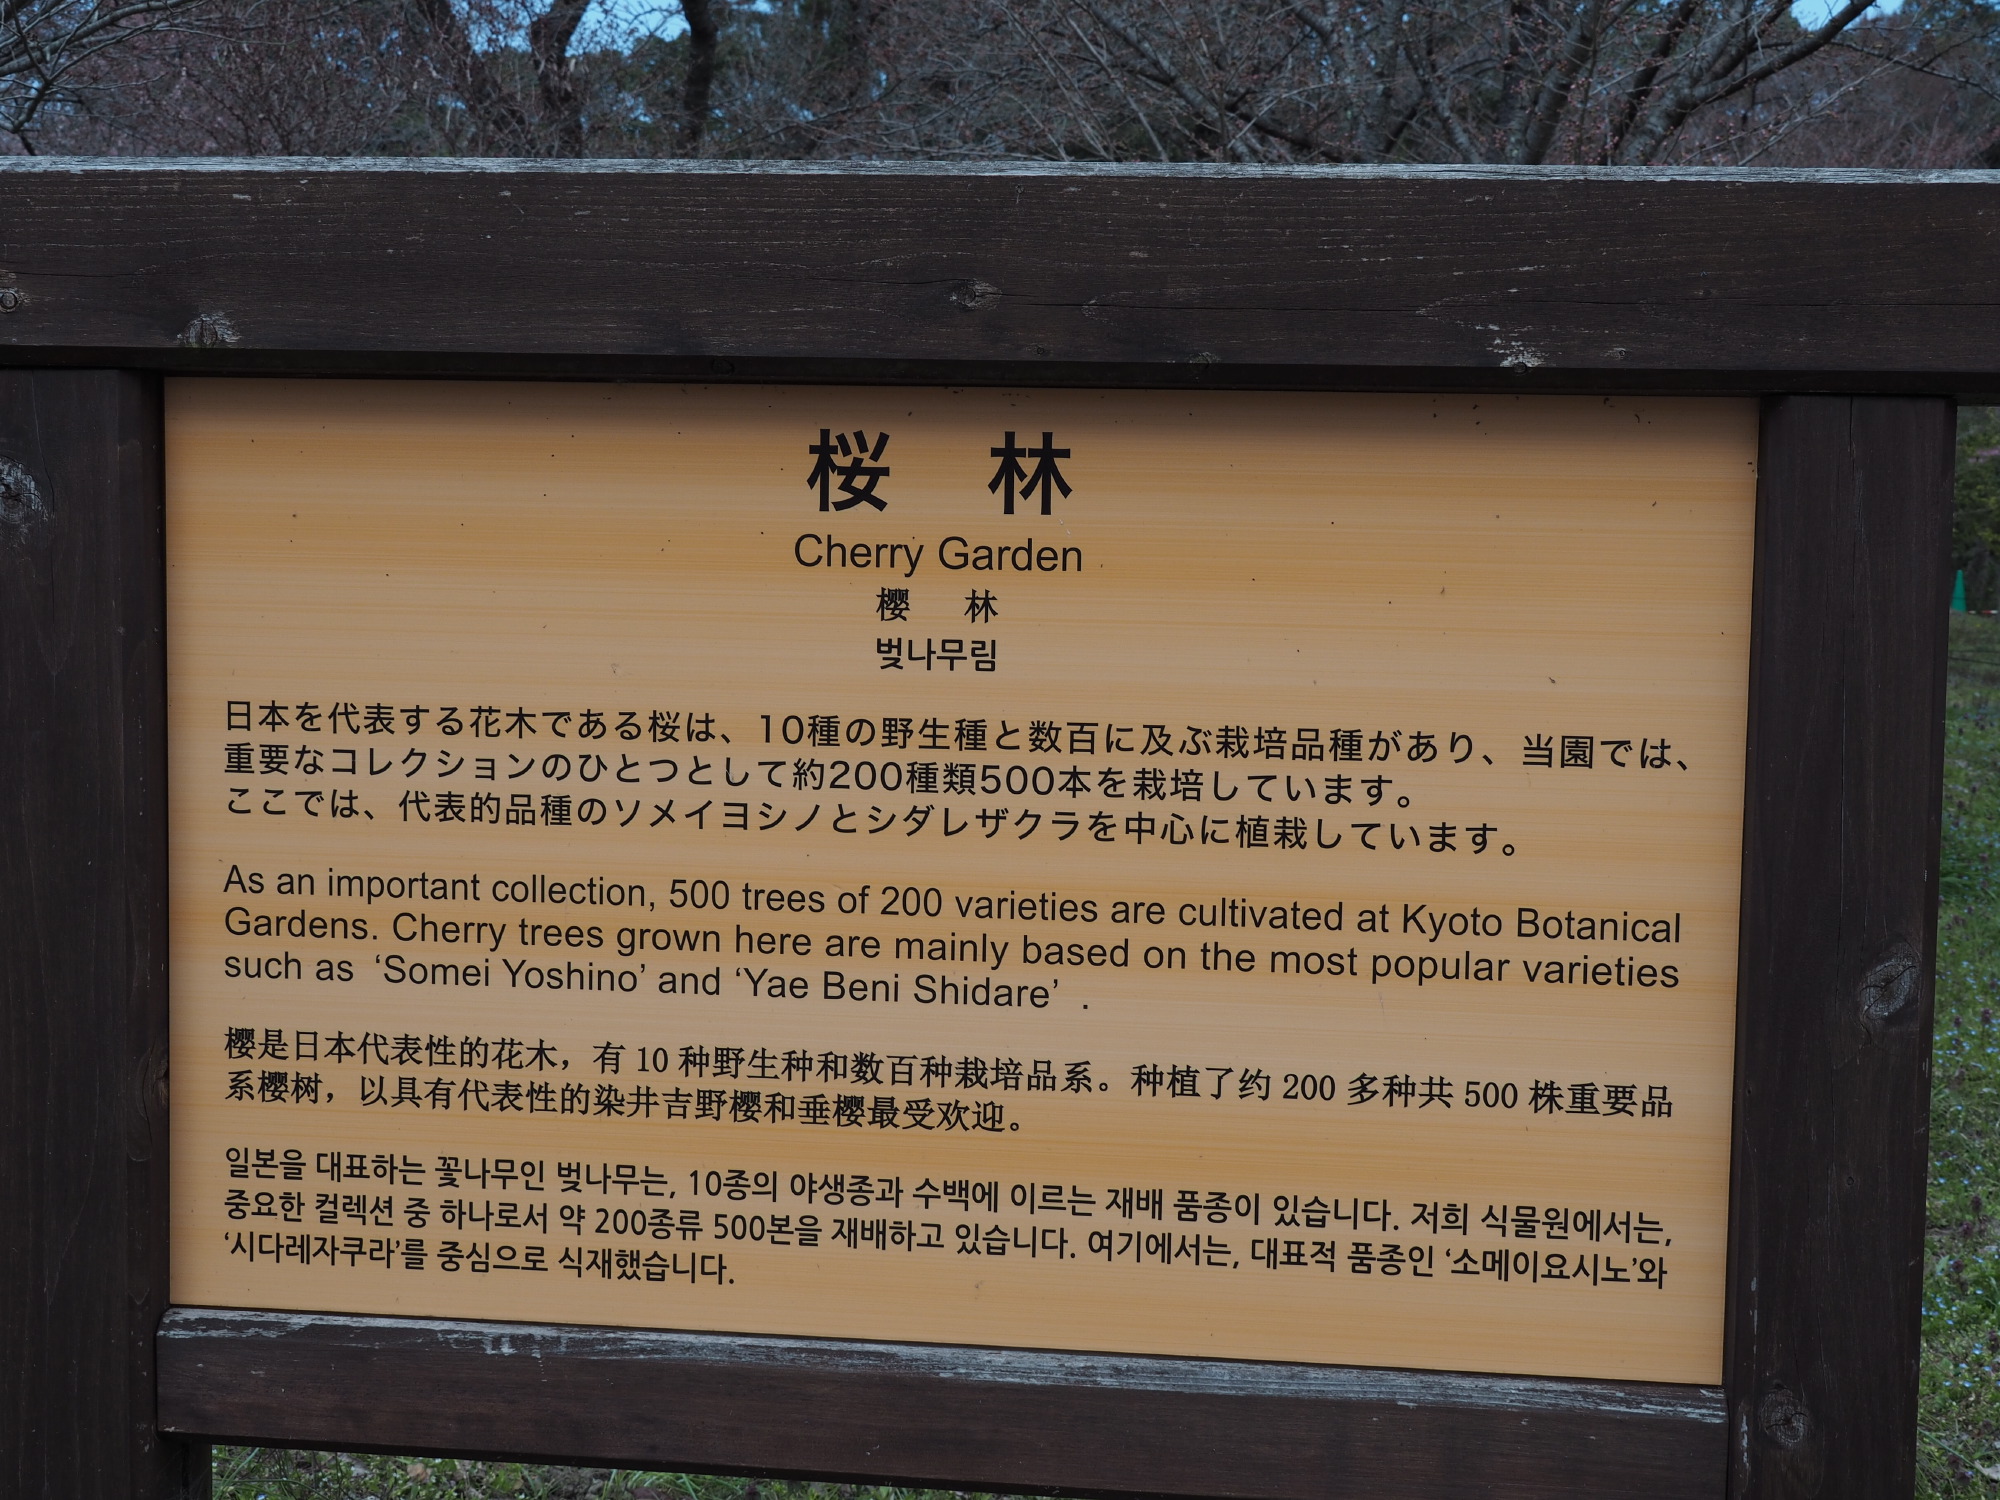 桜 林
Cherry Garden
樱 林
벚나무림
日本を代表する花木である桜は、10種の野生種と数百に及ぶ栽培品種があり、当園では、
重要なコレクションのひとつとして約200種類500本を栽培しています。
ここでは、代表的品種のソメイヨシノとシダレザクラを中心に植栽しています。
As an important collection, 500 trees of 200 varieties are cultivated at Kyoto Botanical
Gardens. Cherry trees grown here are mainly based on the most popular varieties
such as ‘Somei Yoshino’ and ‘Yae Beni Shidare’ .
樱是日本代表性的花木，有 10 种野生种和数百种栽培品系。种植了约 200 多种共 500 株重要品
系樱树，以具有代表性的染井吉野樱和垂樱最受欢迎。
일본을 대표하는 꽃나무인 벚나무는, 10종의 야생종과 수백에 이르는 재배 품종이 있습니다. 저희 식물원에서는,
중요한 컬렉션 중 하나로서 약 200종류 500본을 재배하고 있습니다. 여기에서는, 대표적 품종인 ‘소메이요시노’와
‘시다레자쿠라’를 중심으로 식재했습니다.